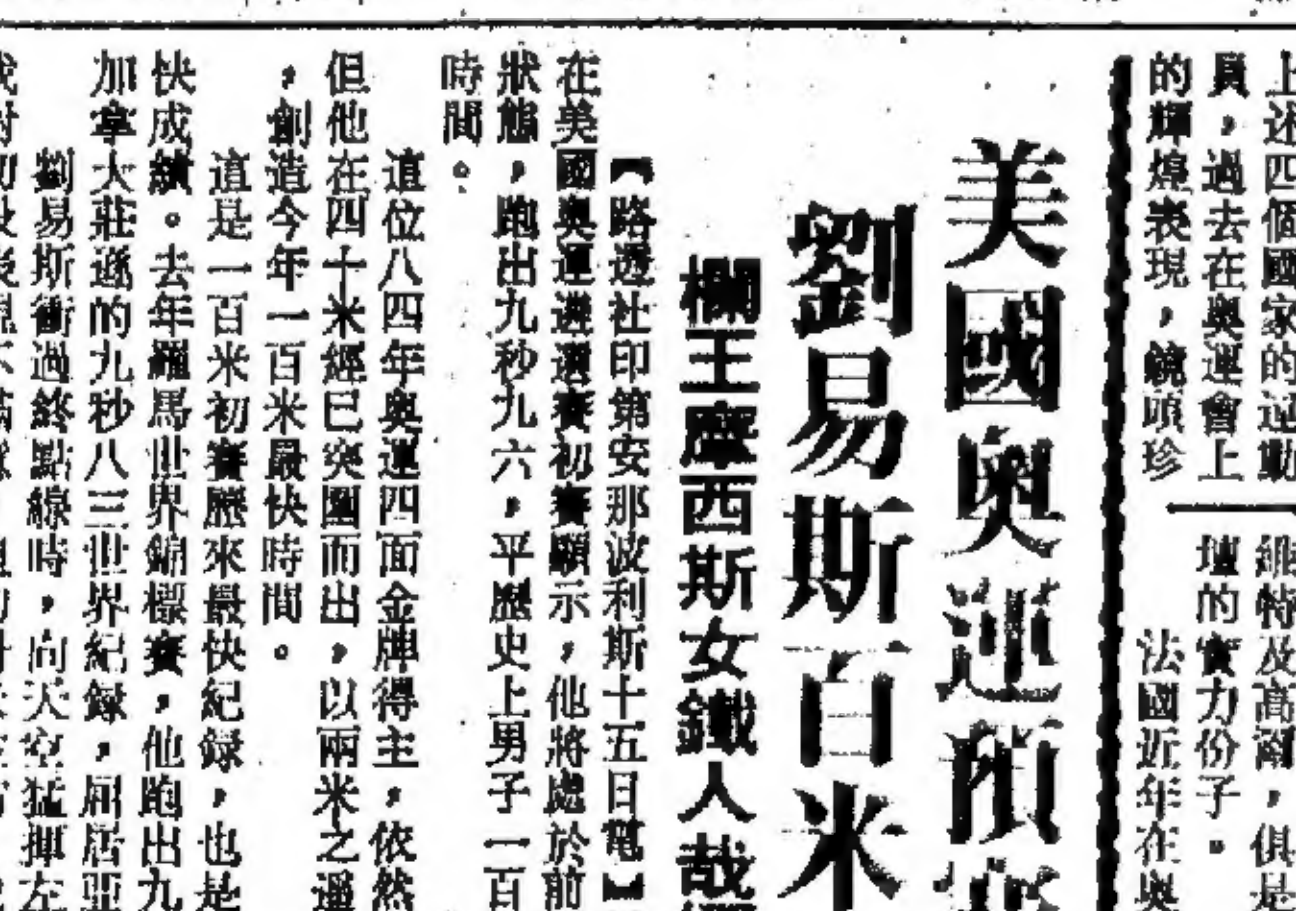 上述四個國家的運動
員，過去在奧運會上
的輝煌表現，鏡頭珍
維特及高爾，俱是
壇的實力份子。
法國近年在奧
美國奧運預賽
劉易斯百米
欄王摩西斯女鐵人哉
【路透社印第安那波利斯十五日電】
在美國奧運遴選賽初賽顯示，他將處於前
狀態，跑出九秒九六，平歷史上男子一百
時間。
這位八四年奧運四面金牌得主，依然
但他在四十米經已突圍而出，以兩米之
，創造今年一百米最快時間。
這是一百米初賽歷來最快紀録，也是
快成績。去年羅馬世界錦標賽，他跑出九
加拿大莊遜的九秒八三世界紀録，屈居亞
劉易斯衝過終點線時，向天空猛揮左